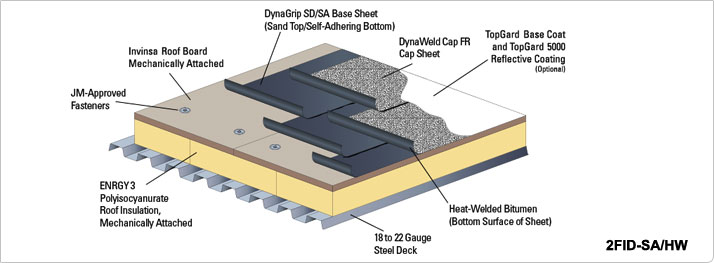 DynaGrip SD/SA Base Sheet
(Sand Top/Self-Adhering Bottom)
DynaWeld Cap FR
Cap Sheet
TopGard Base Coat
and TopGard 5000
Reflective Coating
(Optional)
Invinsa Roof Board
Mechanically Attached
JM-Approved
Fasteners
ENRGY 3
Polyisocyanurate
Roof Insulation,
Mechanically Attached
18 to 22 Gauge
Steel Deck
Heat-Welded Bitumen
(Bottom Surface of Sheet)
2FID-SA/HW